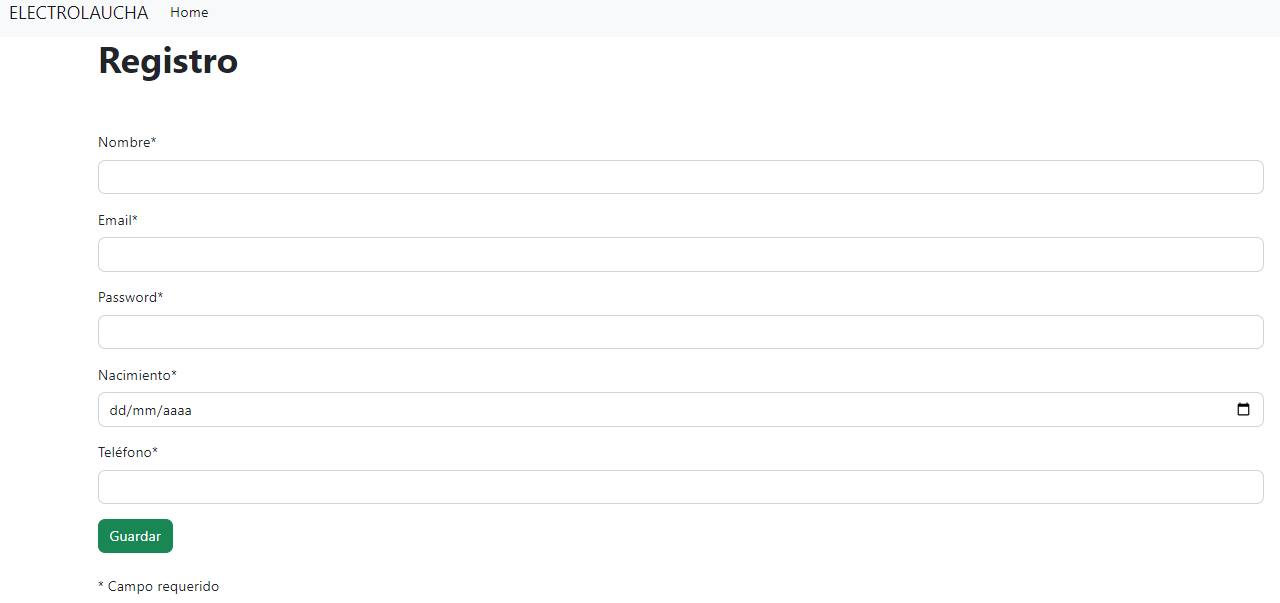 ELECTROLAUCHA Home
Registro
Nombre*
Email*
Password*
Nacimiento*
dd/mm/aaaa
Teléfono*
Guardar
* Campo requerido